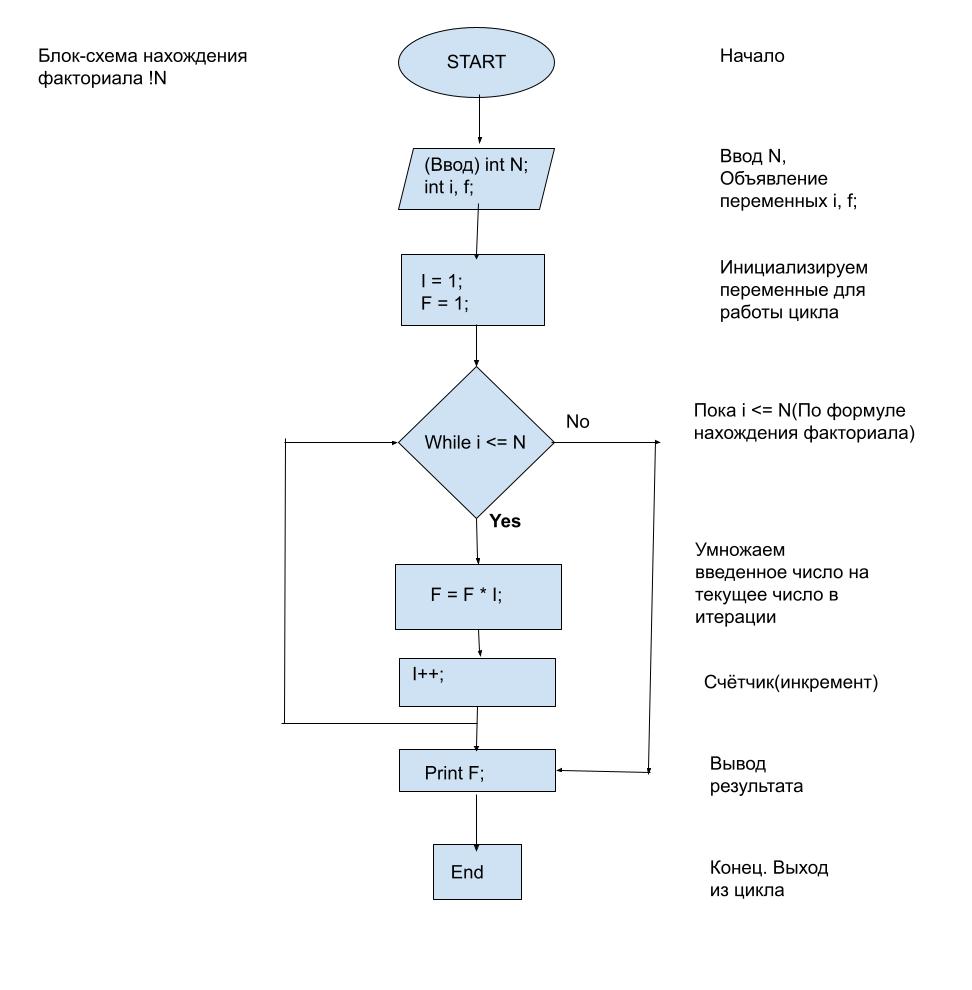 Блок-схема нахождения
факториала !N
START
Начало
(Ввод) int N;
int i, f;
Ввод N,
Объявление
переменных i, f;
I = 1;
F = 1;
Инициализируем
переменные для
работы цикла
While i <= N
No
Yes
Пока i <= N(По формуле
нахождения факториала)
F = F * I;
Умножаем
введенное число на
текущее число в
итерации
I++;
Счётчик(инкремент)
Print F;
Вывод
результата
End
Конец. Выход
из цикла